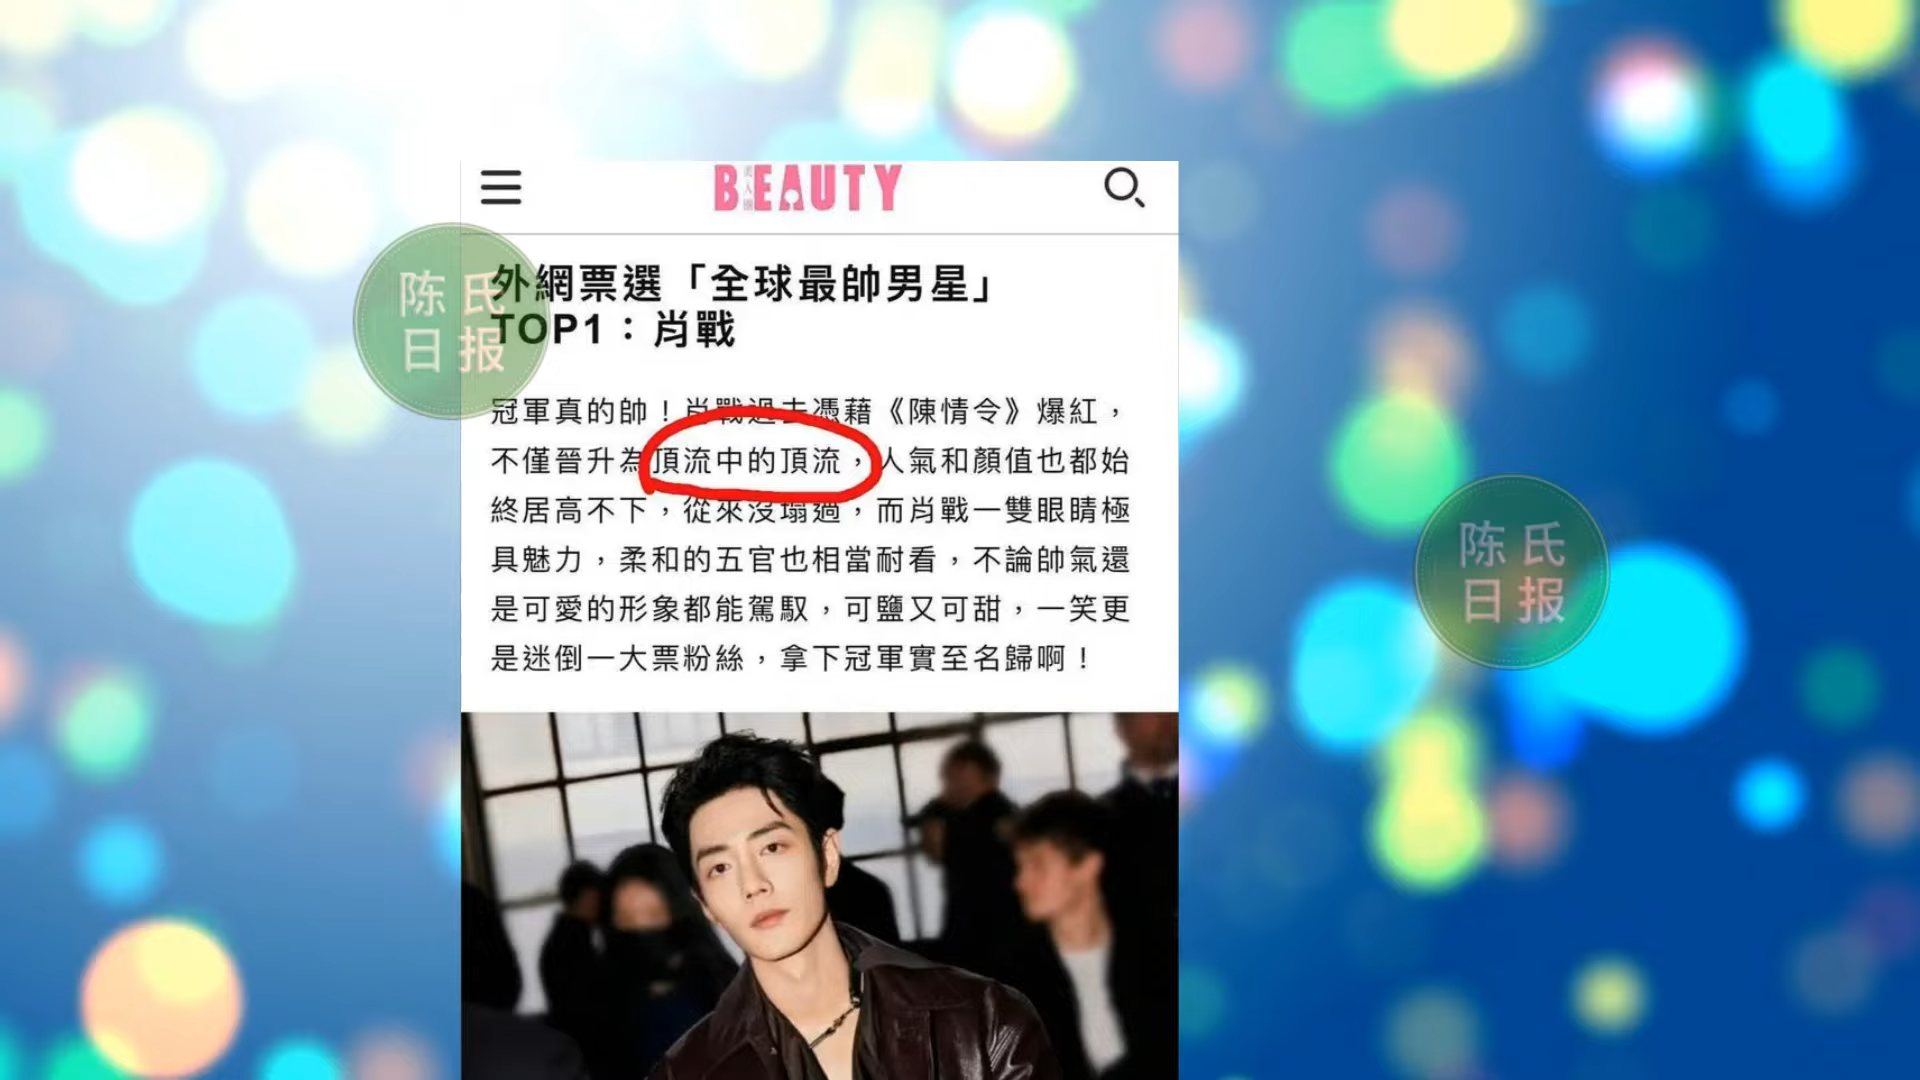 BEAUTY
美人圈
外網票選「全球最帥男星」
TOP1：肖戰
冠軍真的帥！肖戰過去憑藉《陳情令》爆紅，
不僅晉升為頂流中的頂流，人氣和顏值也都始
終居高不下，從來沒塌過，而肖戰一雙眼睛極
具魅力，柔和的五官也相當耐看，不論帥氣還
是可愛的形象都能駕馭，可鹽又可甜，一笑更
是迷倒一大票粉絲，拿下冠軍實至名歸啊！
陈氏
日报
陈氏
日报